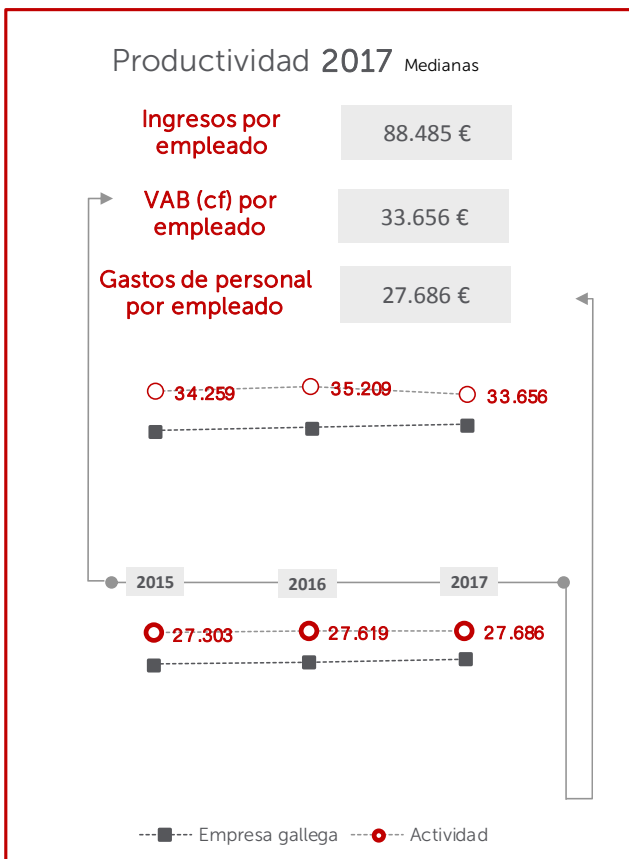 Productividad 2017 Medianas
Ingresos por
empleado
88.485 €
VAB (cf) por
empleado
33.656 €
Gastos de personal
por empleado
27.686 €
34.259
35.209
33.656
2015
2016
2017
27.303
27.619
27.686
Empresa gallega
Actividad